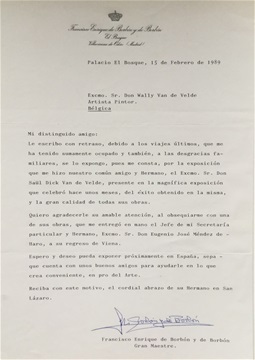 Francisco Enrique de Borbón y de Borbón
El Bosque
Villaviciosa de Odón (Madrid)
Palacio El Bosque, 15 de febrero de 1989
Excmo. Sr. Don Wally Van de Velde
Artista Pintor.
Bélgica
Mi distinguido amigo:
Le escribo con retraso, debido a los viajes últimos, que me
ha tenido sumamente ocupado y también, a las desgracias fa-
miliares, se lo expongo, pues me consta, por la exposición
que me hizo nuestro común amigo y Hermano, el Excmo. Sr. Don
Saül Dick Van de Velde, presente en la magnífica exposición
que celebró hace unos meses, del éxito obtenido en la misma,
y la gran calidad de todas sus obras.
Quiero agradecerle su amable atención, al obsequiarme con una
de sus obras, que me entregó en mano el Jefe de mi Secretaría
particular y Hermano, Excmo. Sr. Don Eugenio José Méndez de -
Haro, a su regreso de Viena.
Espero y deseo pueda exponer próximamente en España, sepa -
que cuenta con unos buenos amigos para ayudarle en lo que
crea conveniente, en pro del Arte.
Reciba con este motivo, el cordial abrazo de su Hermano en San
Lázaro.
Francisco Enrique de Borbón y de Borbón
Gran Maestre.